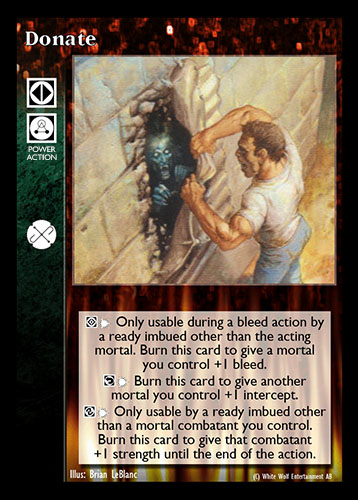 Donate
POWER
ACTION
Only usable during a bleed action by
a ready imbued other than the acting
mortal. Burn this card to give a mortal
you control +1 bleed.
Burn this card to give another
mortal you control +1 intercept.
Only usable by a ready imbued other
than a mortal combatant you control.
Burn this card to give that combatant
+1 strength until the end of the action.
Illus: Brian LeBlanc
(C) White Wolf Entertainment AB